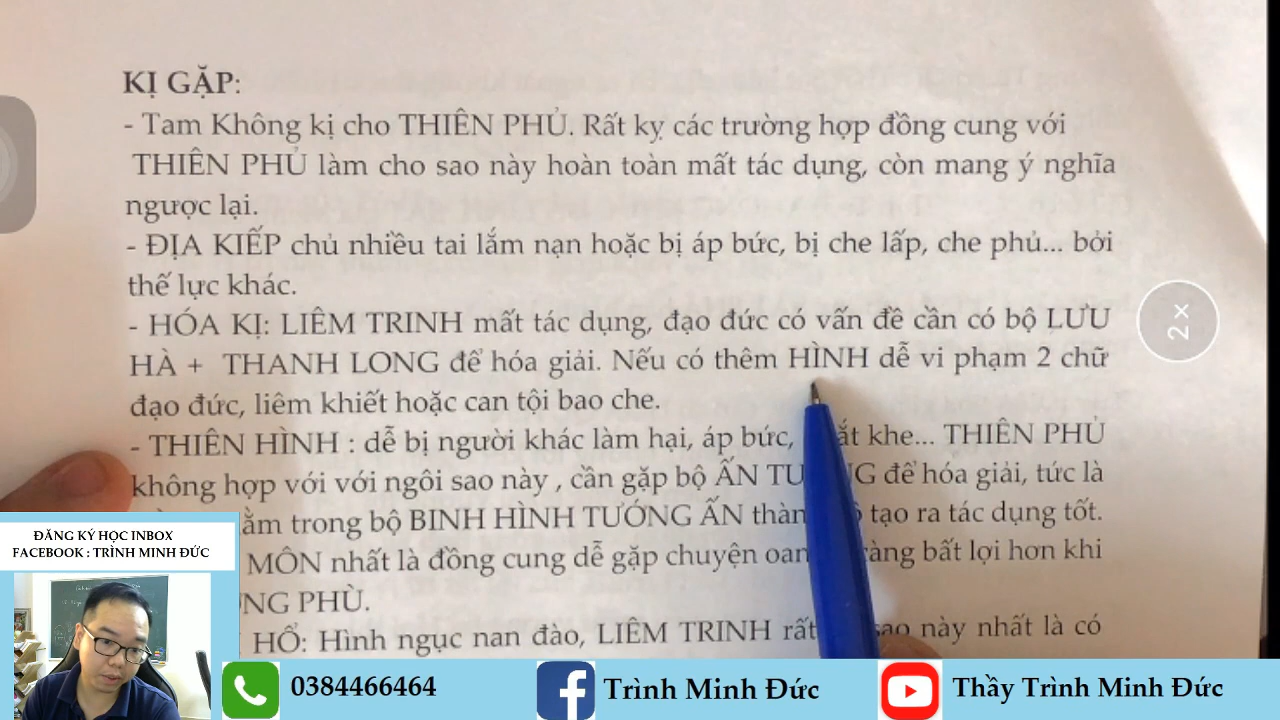 KỊ GẶP:
- Tam Không kị cho THIÊN PHỦ. Rất kỵ các trường hợp đồng cung với
THIÊN PHỦ làm cho sao này hoàn toàn mất tác dụng, còn mang ý nghĩa
ngược lại.
- ĐỊA KIẾP chủ nhiều tai lắm nạn hoặc bị áp bức, bị che lấp, che phủ... bởi
thế lực khác.
- HÓA KỊ: LIÊM TRINH mất tác dụng, đạo đức có vấn đề cần có bộ LƯU
HÀ + THANH LONG để hóa giải. Nếu có thêm HÌNH dễ vi phạm 2 chữ
đạo đức, liêm khiết hoặc can tội bao che.
- THIÊN HÌNH : dễ bị người khác làm hại, áp bức, khe... THIÊN PHỦ
không hợp với với ngôi sao này , cần gặp bộ ẤN để hóa giải, tức là
trong bộ BINH HÌNH TƯỚNG ẤN tạo ra tác dụng tốt.
MÔN nhất là đồng cung dễ gặp chuyện bất lợi hơn khi
PHÙ.
HỔ: Hình ngục nan đào, LIÊM TRINH này nhất là có
2×
ĐĂNG KÝ HỌC INBOX
FACEBOOK : TRÌNH MINH ĐỨC
0384466464
Trình Minh Đức
Thầy Trình Minh Đức